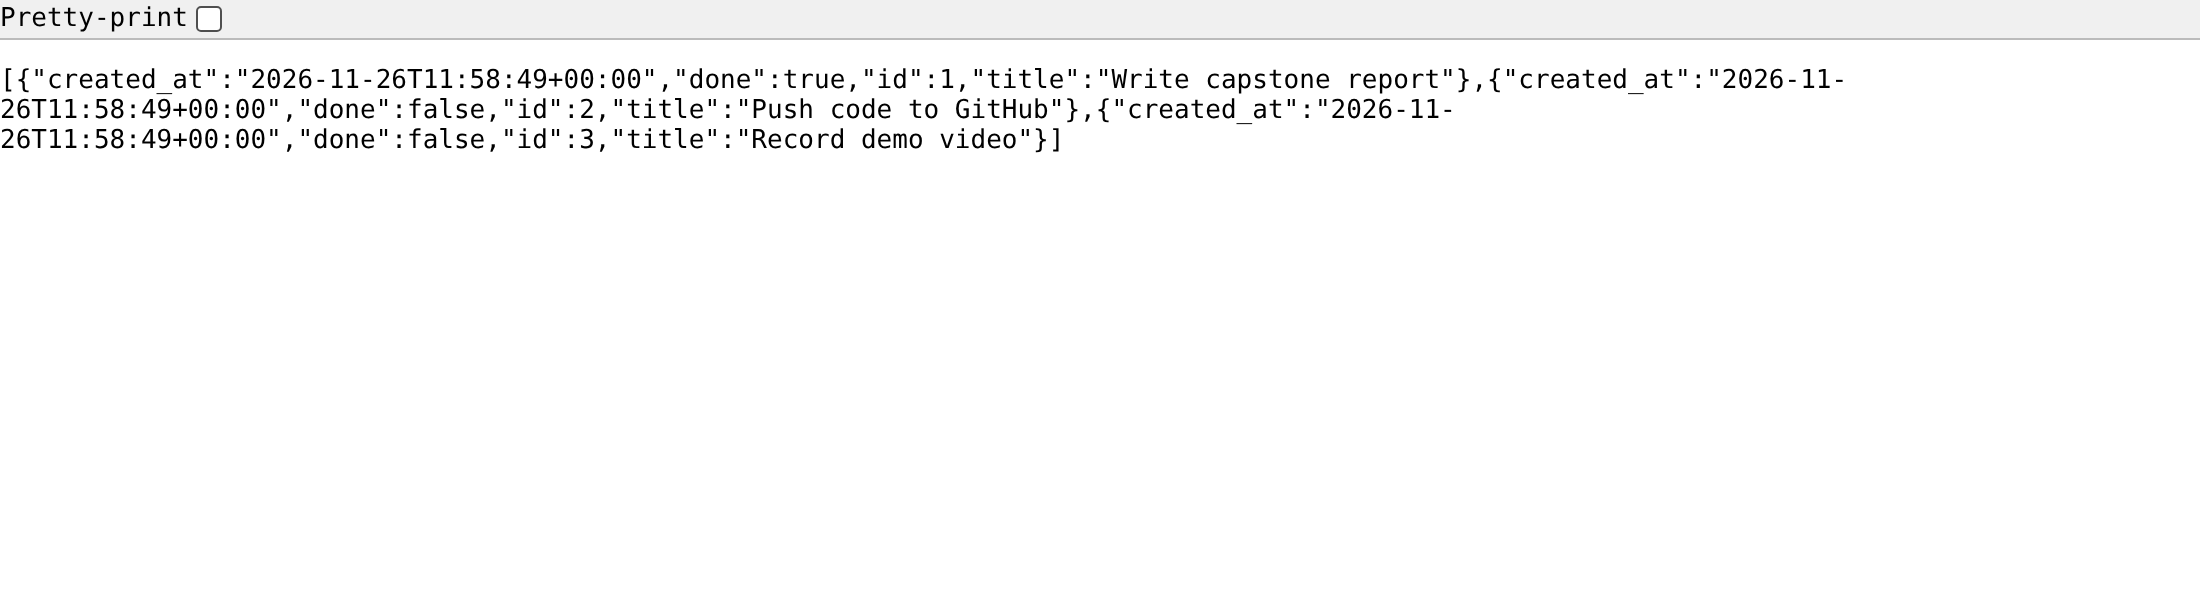 Pretty-print
[{"created_at":"2026-11-26T11:58:49+00:00","done":true,"id":1,"title":"Write capstone report"},{"created_at":"2026-11-
26T11:58:49+00:00","done":false,"id":2,"title":"Push code to GitHub"},{"created_at":"2026-11-
26T11:58:49+00:00","done":false,"id":3,"title":"Record demo video"}]